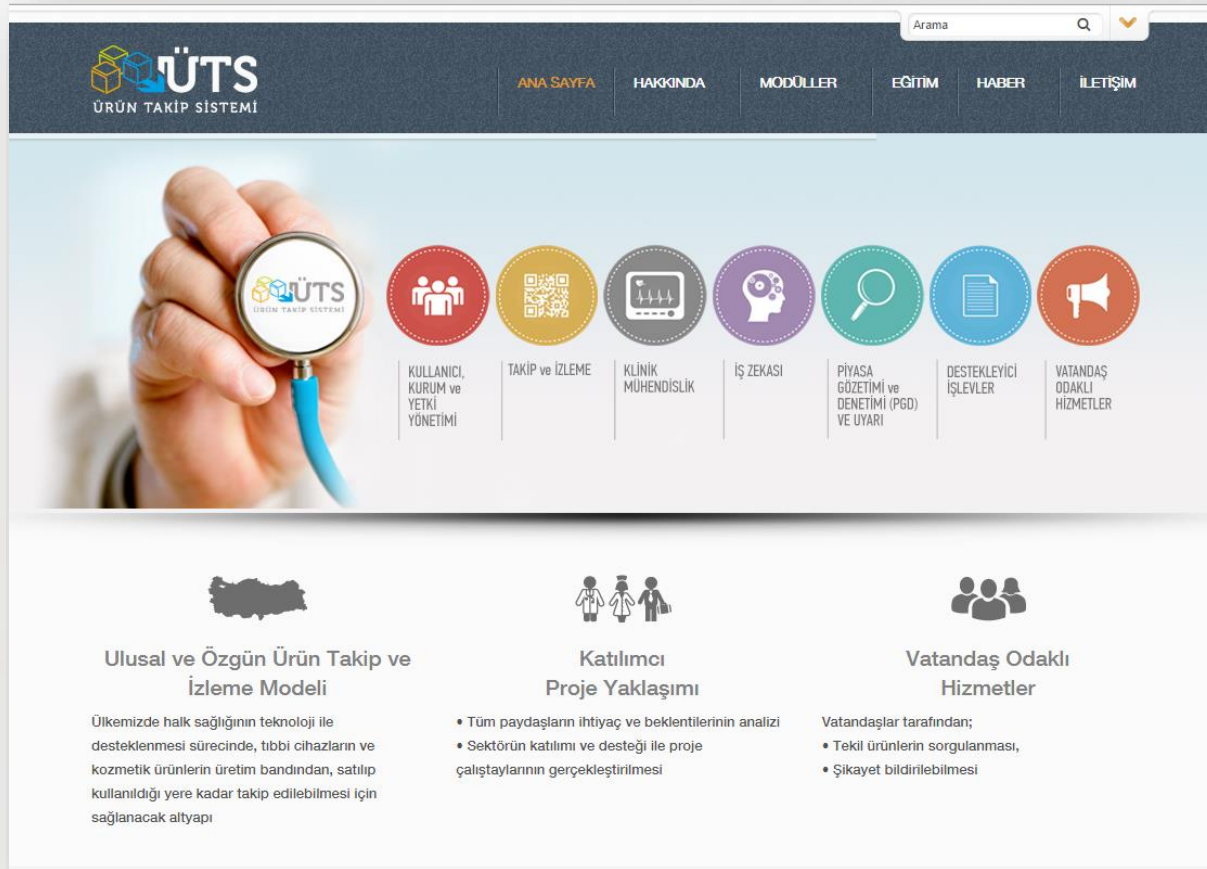 Arama
ÜTS
ÜRÜN TAKİP SİSTEMİ
ANA SAYFA HAKKINDA MODÜLLER EĞİTİM HABER İLETİŞİM
ÜTS
ÜRÜN TAKİP SİSTEMİ
KULLANICI,
KURUM ve
YETKİ
YÖNETİMİ
TAKİP ve İZLEME
KLİNİK
MÜHENDİSLİK
İŞ ZEKASI
PİYASA
GÖZETİMİ ve
DENETİMİ (PGD)
VE UYARI
DESTEKLEYİCİ
İŞLEVLER
VATANDAŞ
ODAKLI
HİZMETLER
Ulusal ve Özgün Ürün Takip ve
İzleme Modeli
Ülkemizde halk sağlığının teknoloji ile
desteklenmesi sürecinde, tıbbi cihazların ve
kozmetik ürünlerin üretim bandından, satılıp
kullanıldığı yere kadar takip edilebilmesi için
sağlanacak altyapı
Katılımcı
Proje Yaklaşımı
• Tüm paydaşların ihtiyaç ve beklentilerinin analizi
• Sektörün katılımı ve desteği ile proje
çalıştaylarının gerçekleştirilmesi
Vatandaş Odaklı
Hizmetler
Vatandaşlar tarafından;
• Tekil ürünlerin sorgulanması,
• Şikayet bildirilebilmesi